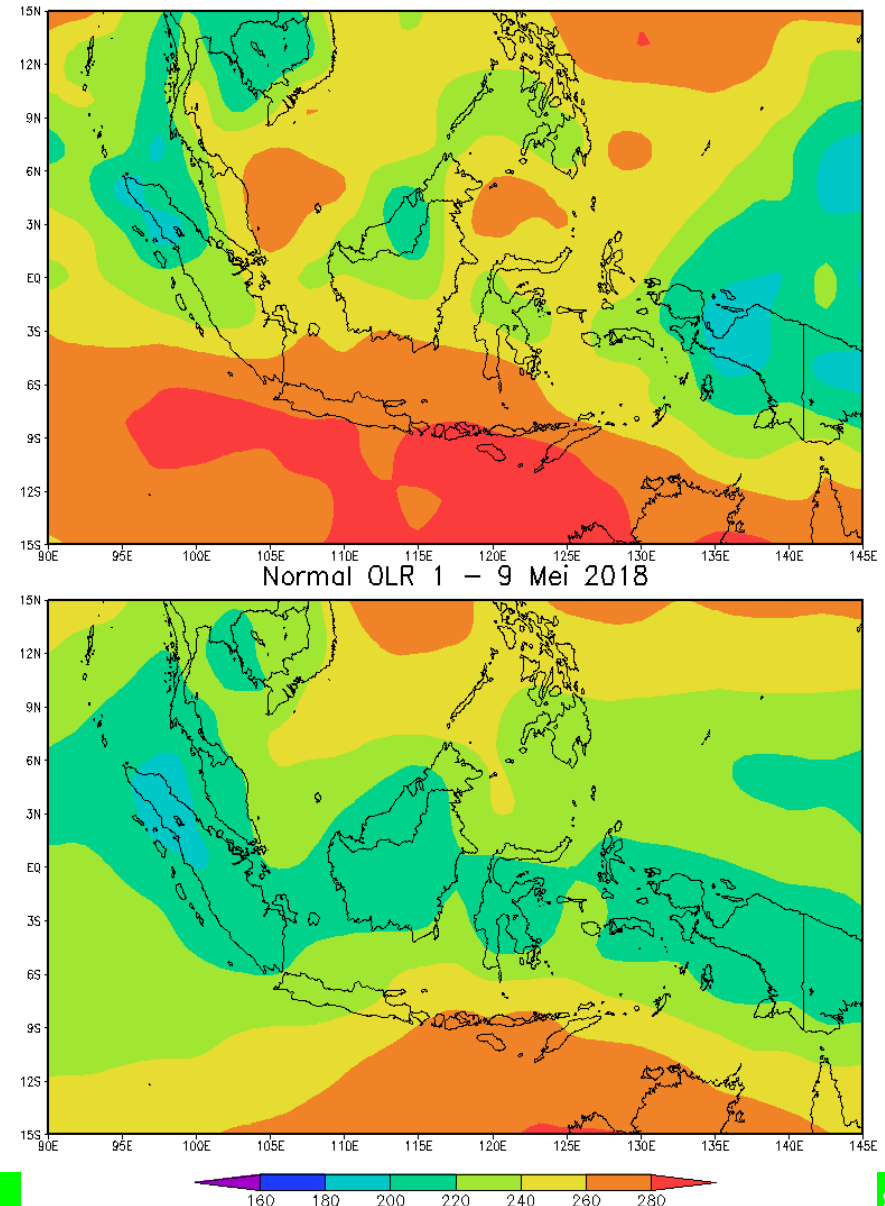 15N
12N
9N
6N
3N
EQ
3S
6S
9S
12S
15S
90E 95E 100E 105E 110E 115E 120E 125E 130E 135E 140E 145E
Normal OLR 1 – 9 Mei 2018
15N
12N
9N
6N
3N
EQ
3S
6S
9S
12S
15S
90E 95E 100E 105E 110E 115E 120E 125E 130E 135E 140E 145E
160 180 200 220 240 260 280